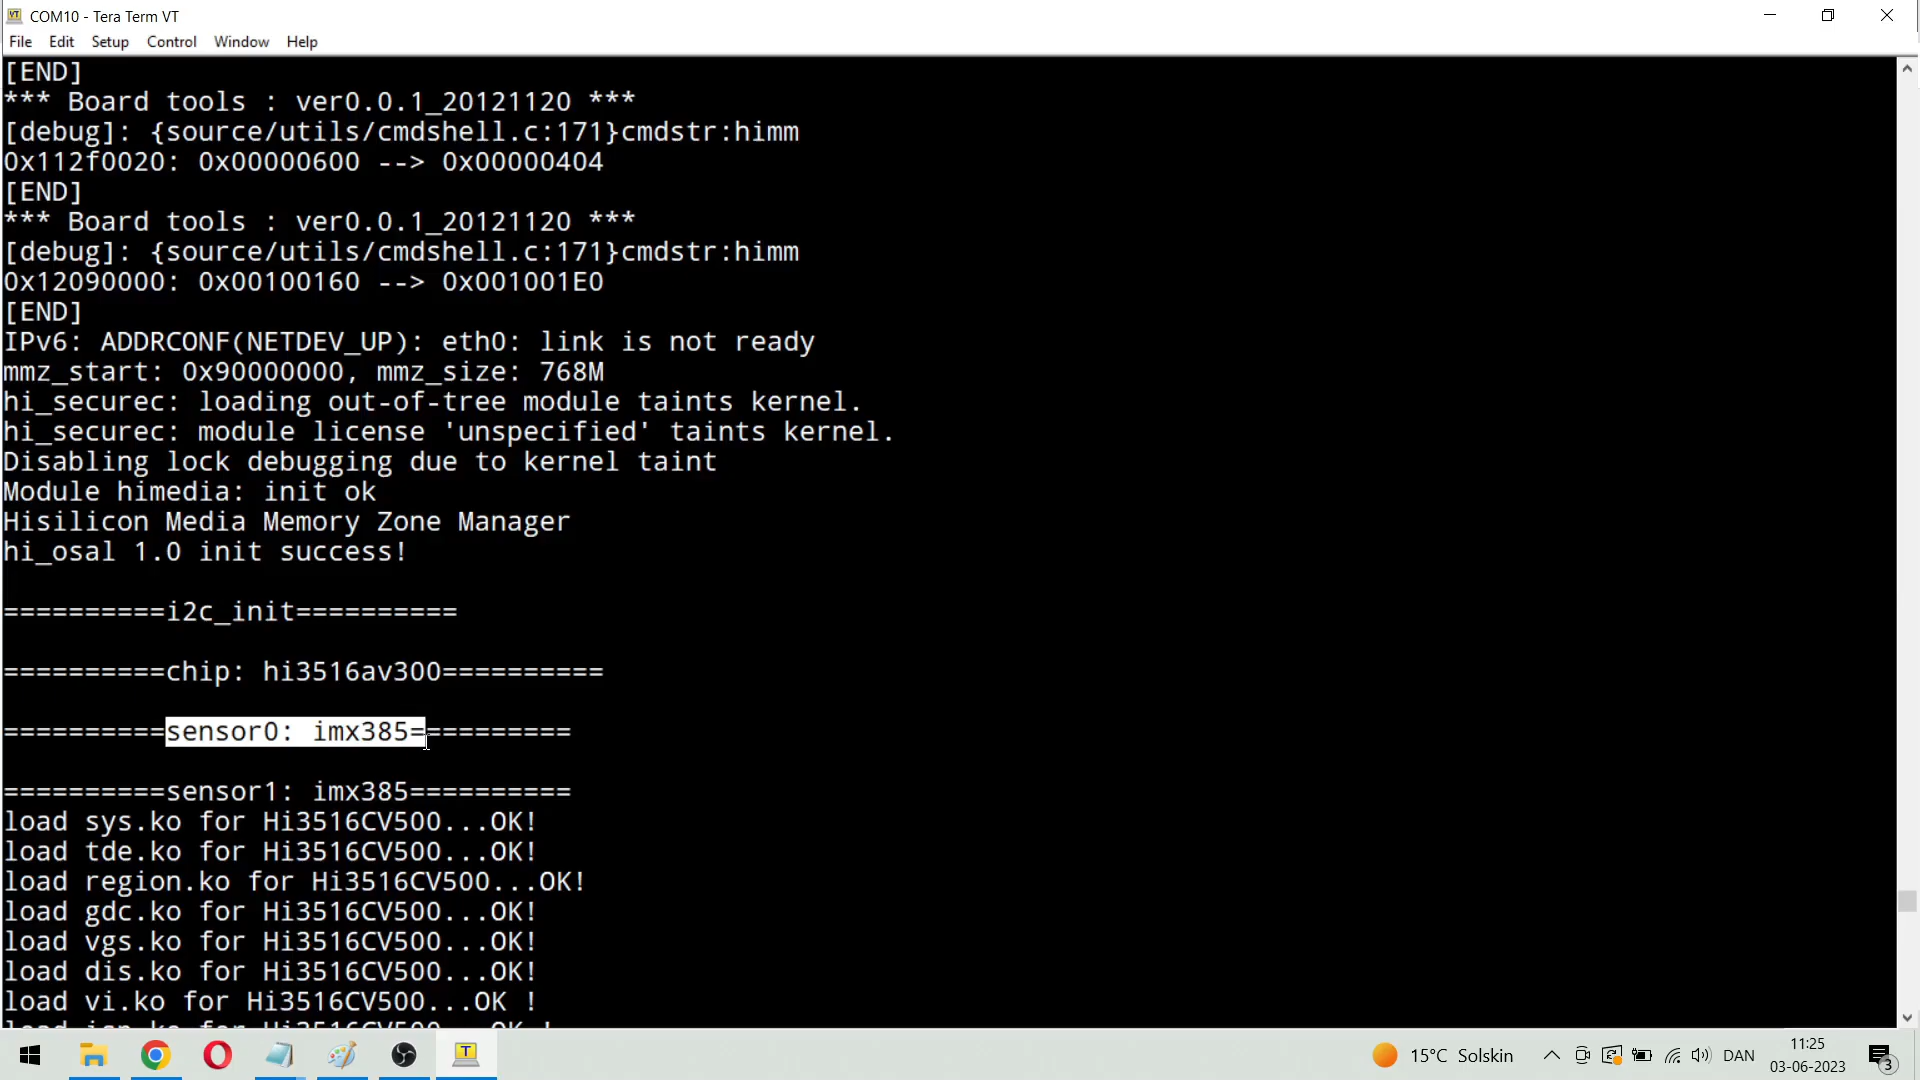 COM10 - Tera Term VT
File Edit Setup Control Window Help
[END]
*** Board tools : ver0.0.1_20121120 ***
[debug]: {source/utils/cmdshell.c:171}cmdstr:himm
0x112f0020: 0x00000600 --> 0x00000404
[END]
*** Board tools : ver0.0.1_20121120 ***
[debug]: {source/utils/cmdshell.c:171}cmdstr:himm
0x12090000: 0x00100160 --> 0x001001E0
[END]
IPv6: ADDRCONF(NETDEV_UP): eth0: link is not ready
mmz_start: 0x90000000, mmz_size: 768M
hi_securec: loading out-of-tree module taints kernel.
hi_securec: module license 'unspecified' taints kernel.
Disabling lock debugging due to kernel taint
Module himedia: init ok
Hisilicon Media Memory Zone Manager
hi_osal 1.0 init success!
==========i2c_init==========
==========chip: hi3516av300==========
==========sensor0: imx385==========
==========sensor1: imx385==========
load sys.ko for Hi3516CV500...OK!
load tde.ko for Hi3516CV500...OK!
load region.ko for Hi3516CV500...OK!
load gdc.ko for Hi3516CV500...OK!
load vgs.ko for Hi3516CV500...OK!
load dis.ko for Hi3516CV500...OK!
load vi.ko for Hi3516CV500...OK !
load isp.ko for Hi3516CV500...OK !
15°C Solskin
DAN
11:25
03-06-2023
3